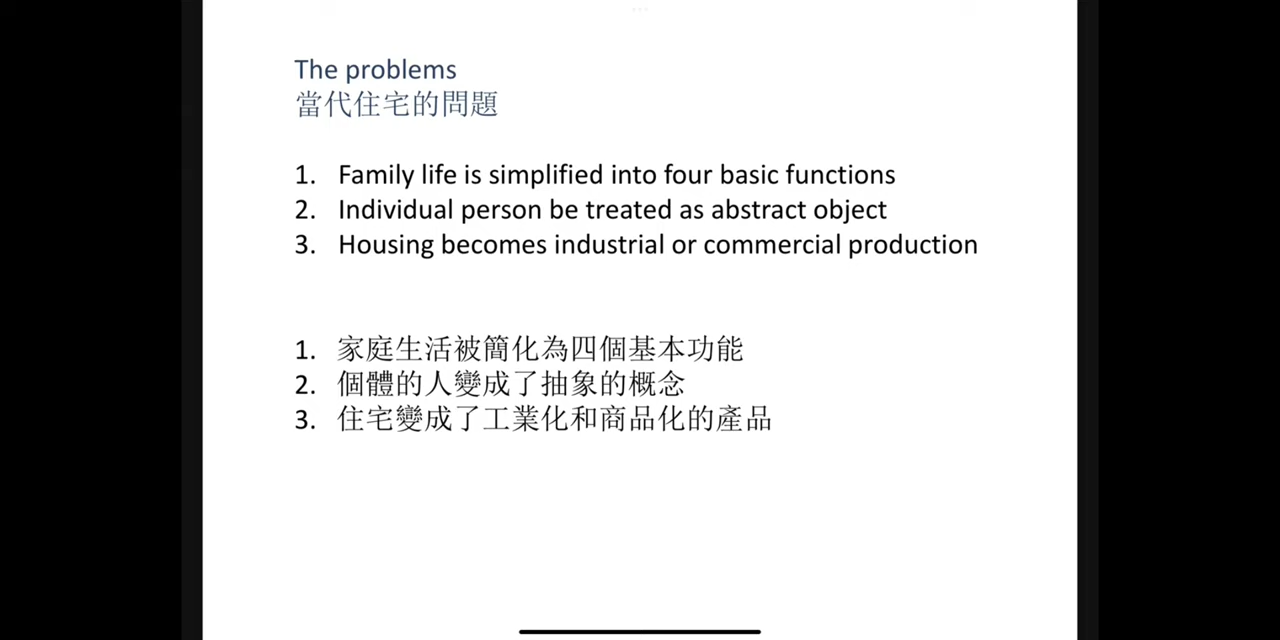 The problems
當代住宅的問題
1. Family life is simplified into four basic functions
2. Individual person be treated as abstract object
3. Housing becomes industrial or commercial production
1. 家庭生活被簡化為四個基本功能
2. 個體的人變成了抽象的概念
3. 住宅變成了工業化和商品化的產品